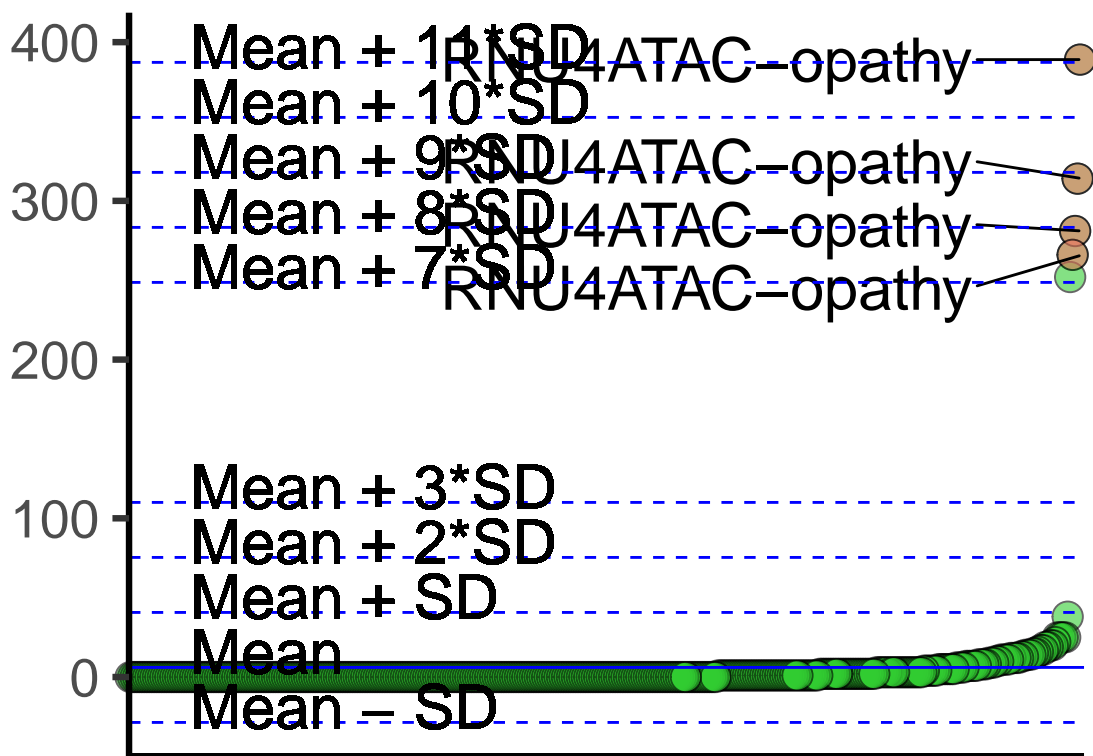 400
Mean + 11*SD
RNU4ATAC−opathy
Mean + 10*SD
Mean + 9*SD
RNU4ATAC−opathy
300
Mean + 8*SD
RNU4ATAC−opathy
Mean + 7*SD
RNU4ATAC−opathy
200
Mean + 3*SD
100
Mean + 2*SD
Mean + SD
Mean
0
Mean − SD